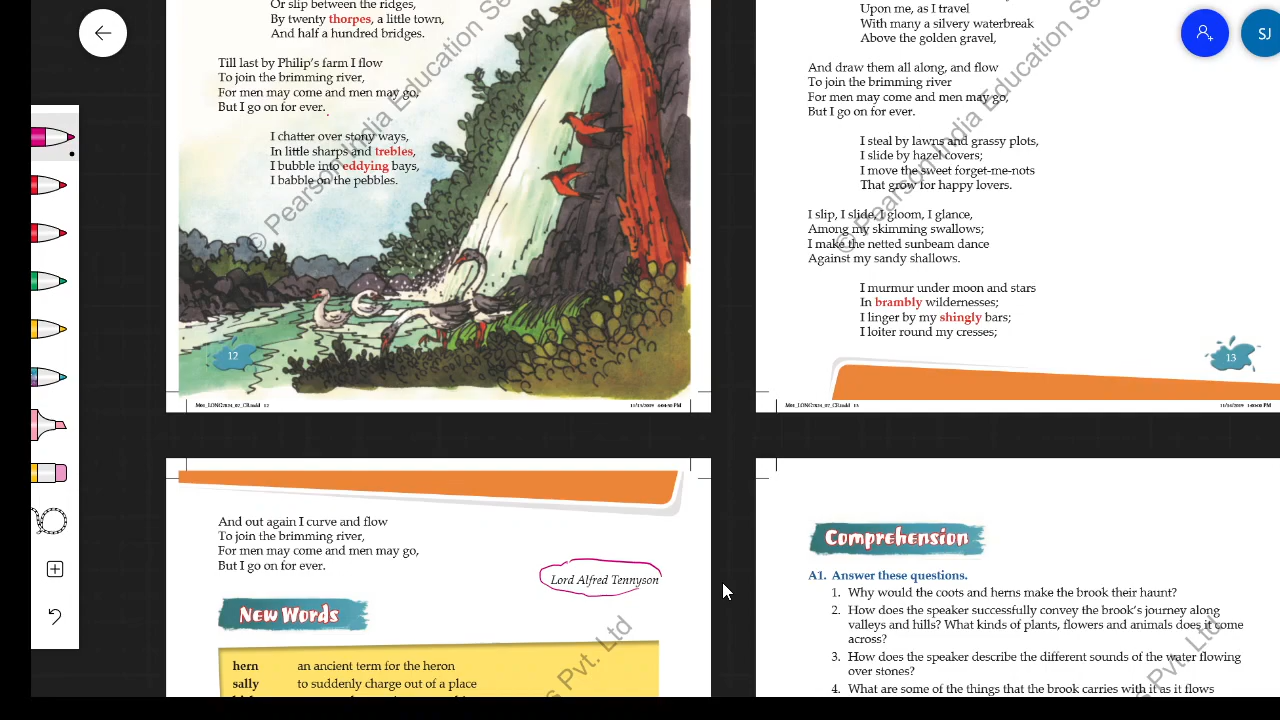 Or slip between the ridges,
By twenty thorpes, a little town,
And half a hundred bridges.
Till last by Philip's farm I flow
To join the brimming river,
For men may come and men may go,
But I go on for ever.
I chatter over stony ways,
In little sharps and trebles,
I bubble into eddying bays,
I babble on the pebbles.
© Pearson India Education Se
12
Upon me, as I travel
With many a silvery waterbreak
Above the golden gravel,
And draw them all along, and flow
To join the brimming river
For men may come and men may go,
But I go on for ever.
I steal by lawns and grassy plots,
I slide by hazel covers;
I move the sweet forget-me-nots
That grow for happy lovers.
I slip, I slide, I gloom, I glance,
Among my skimming swallows;
I make the netted sunbeam dance
Against my sandy shallows.
I murmur under moon and stars
In brambly wildernesses;
I linger by my shingly bars;
I loiter round my cresses;
© Pearson India Education Se
13
SJ
And out again I curve and flow
To join the brimming river,
For men may come and men may go,
But I go on for ever.
Lord Alfred Tennyson
New Words
hern an ancient term for the heron
sally to suddenly charge out of a place
s Pvt. Ltd
Comprehension
A1. Answer these questions.
1. Why would the coots and herns make the brook their haunt?
2. How does the speaker successfully convey the brook's journey along
valleys and hills? What kinds of plants, flowers and animals does it come
across?
3. How does the speaker describe the different sounds of the water flowing
over stones?
4. What are some of the things that the brook carries with it as it flows
s Pvt. Ltd